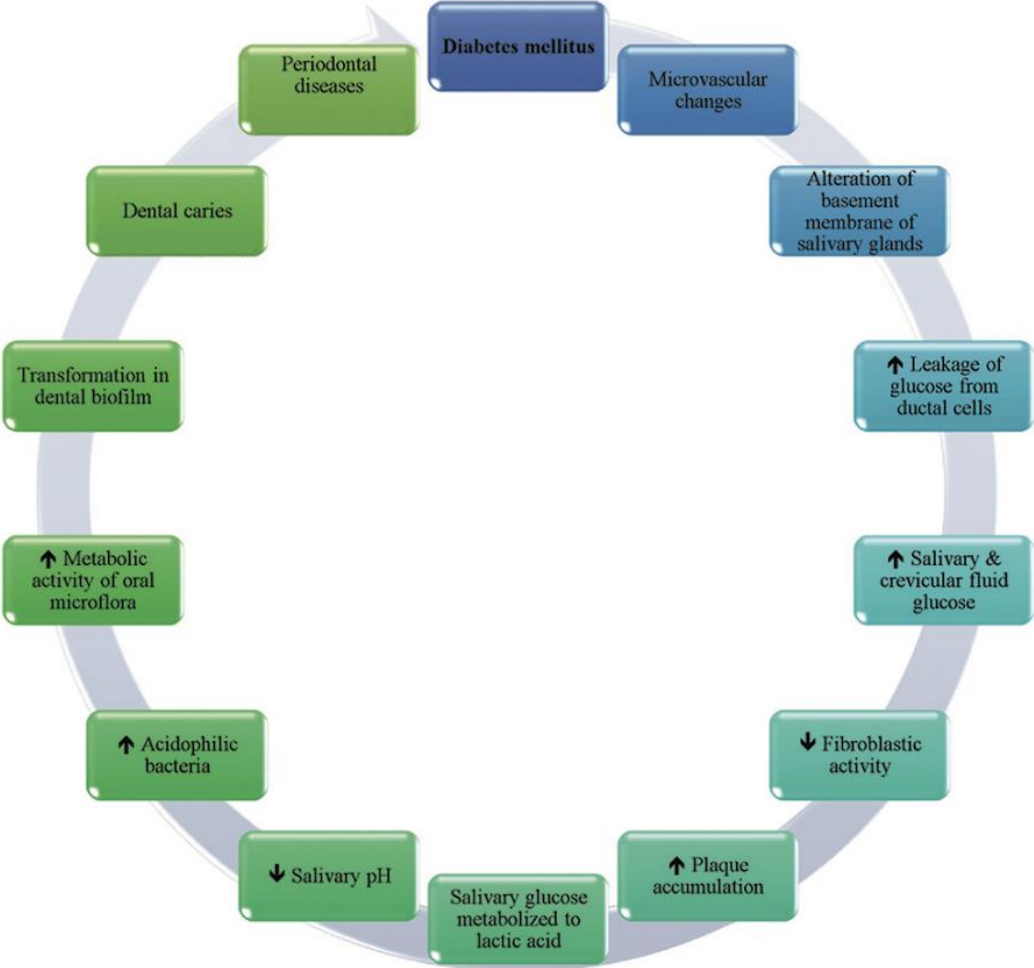 Diabetes mellitus
Microvascular
changes
Alteration of
basement
membrane of
salivary glands
↑ Leakage of
glucose from
ductal cells
↑ Salivary &
crevicular fluid
glucose
↓ Fibroblastic
activity
↑ Plaque
accumulation
Salivary glucose
metabolized to
lactic acid
↓ Salivary pH
↑ Acidophilic
bacteria
↑ Metabolic
activity of oral
microflora
Transformation in
dental biofilm
Dental caries
Periodontal
diseases